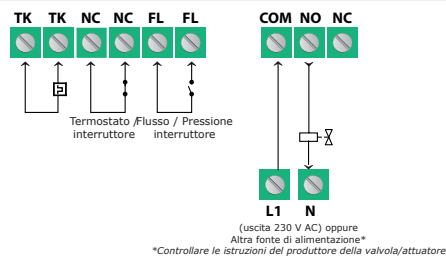 TK TK NC NC FL FL COM NO NC
Termostato /Flusso / Pressione
interruttore interruttore
L1 N
(uscita 230 V AC) oppure
Altra fonte di alimentazione*
*Controllare le istruzioni del produttore della valvola/attuatore